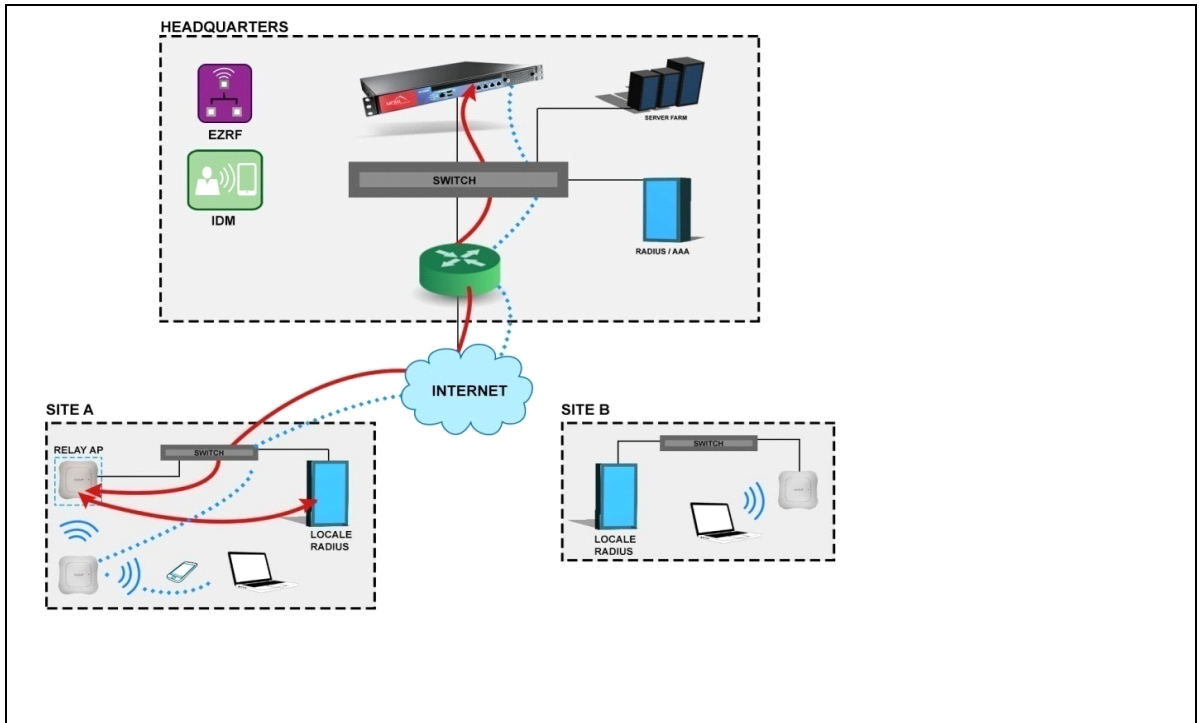 HEADQUARTERS
EZRF
IDM
SERVER FARM
SWITCH
RADIUS / AAA
INTERNET
SITE A
RELAY AP
SWITCH
LOCALE
RADIUS
SITE B
SWITCH
LOCALE
RADIUS